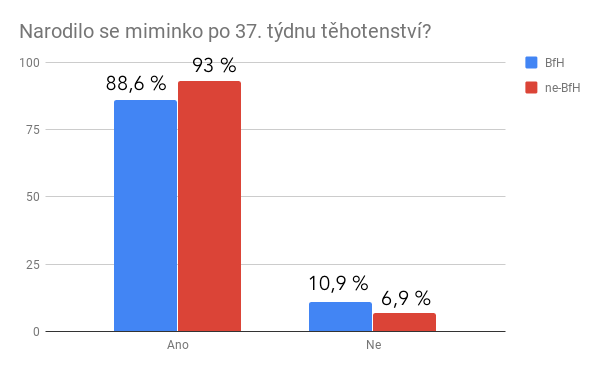 Narodilo se miminko po 37. týdnu těhotenství?
BfH
ne-BfH
100
75
50
25
0
88,6 %
93 %
10,9 %
6,9 %
Ano
Ne